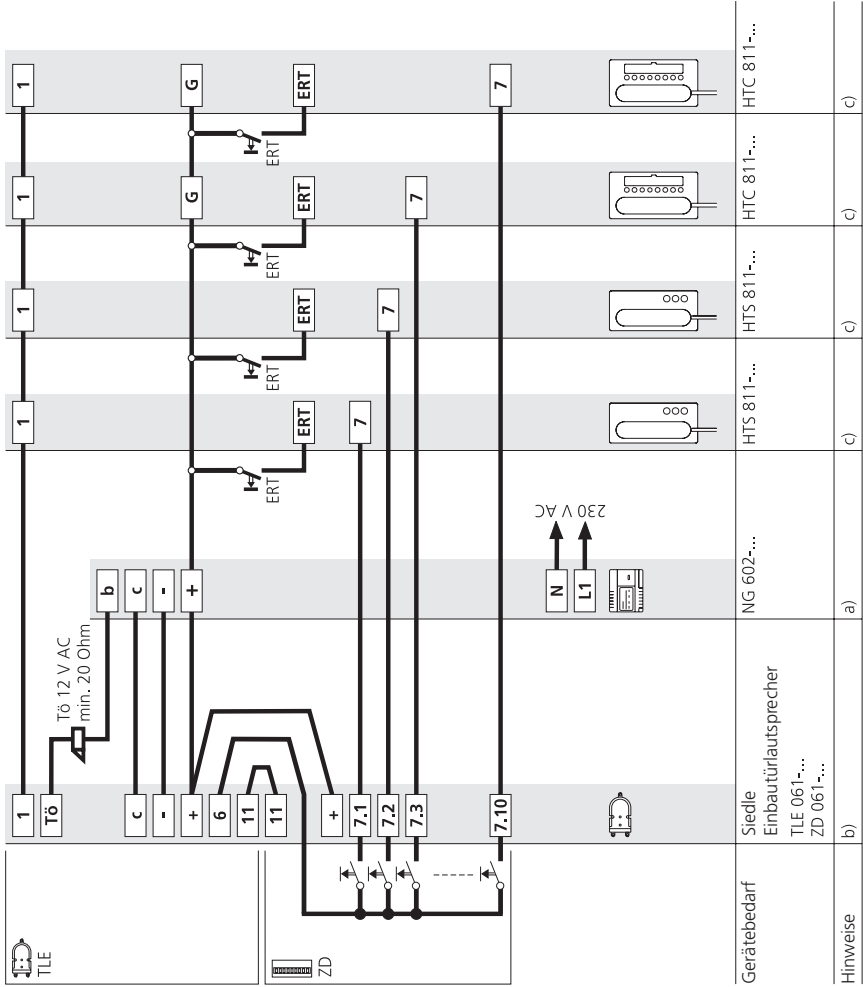 1 1 1 1 1
TLE
Tö
Tö 12 V AC
min. 20 Ohm
b
c c
- -
+ + G G
6
11
11
ERT ERT ERT ERT
ERT ERT ERT ERT
ZD
+
7.1 7
7.2 7
7.3 7
7.10 7
N
L1
230 V AC
Gerätebedarf
Siedle
Einbautürlautsprecher
TLE 061-...
ZD 061-...
NG 602-...
HTS 811-...
HTS 811-...
HTC 811-...
HTC 811-...
Hinweise b) a) c) c) c) c)